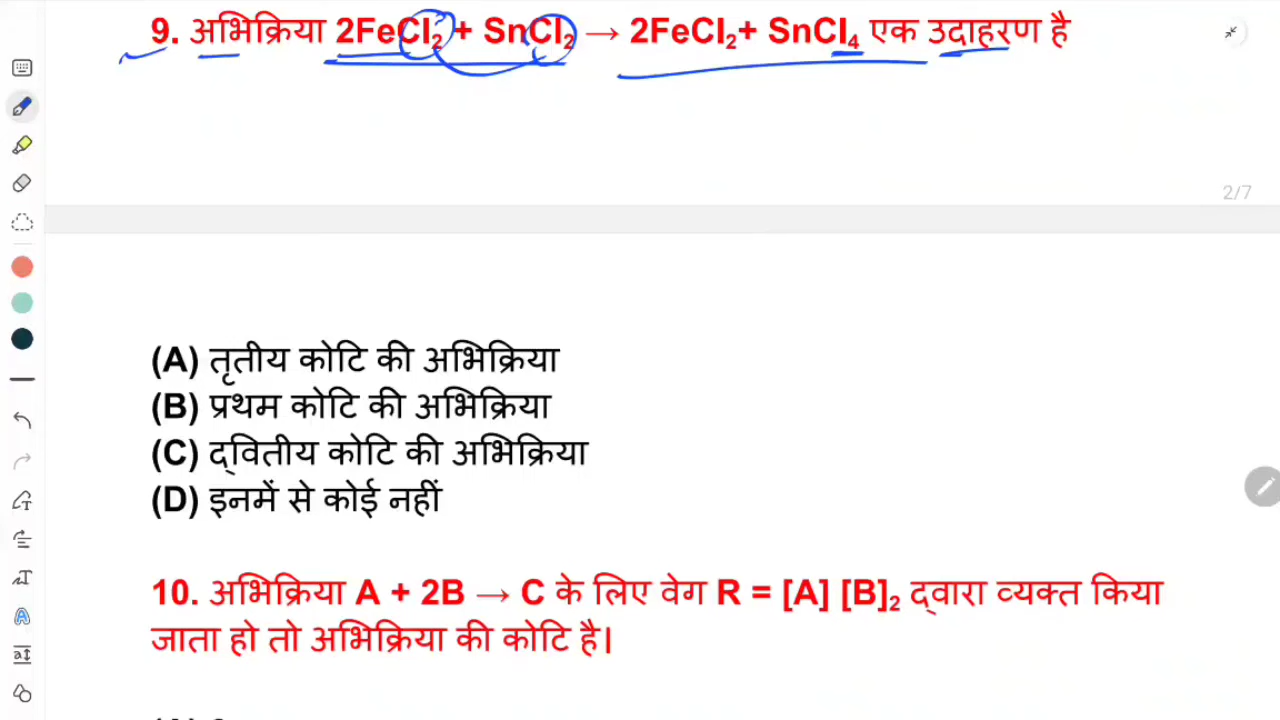 9. अभिक्रिया 2FeCl₂ + SnCl₂ → 2FeCl₂+ SnCl₄ एक उदाहरण है
2/7
(A) तृतीय कोटि की अभिक्रिया
(B) प्रथम कोटि की अभिक्रिया
(C) द्वितीय कोटि की अभिक्रिया
(D) इनमें से कोई नहीं
10. अभिक्रिया A + 2B → C के लिए वेग R = [A] [B]₂ द्वारा व्यक्त किया
जाता हो तो अभिक्रिया की कोटि है।